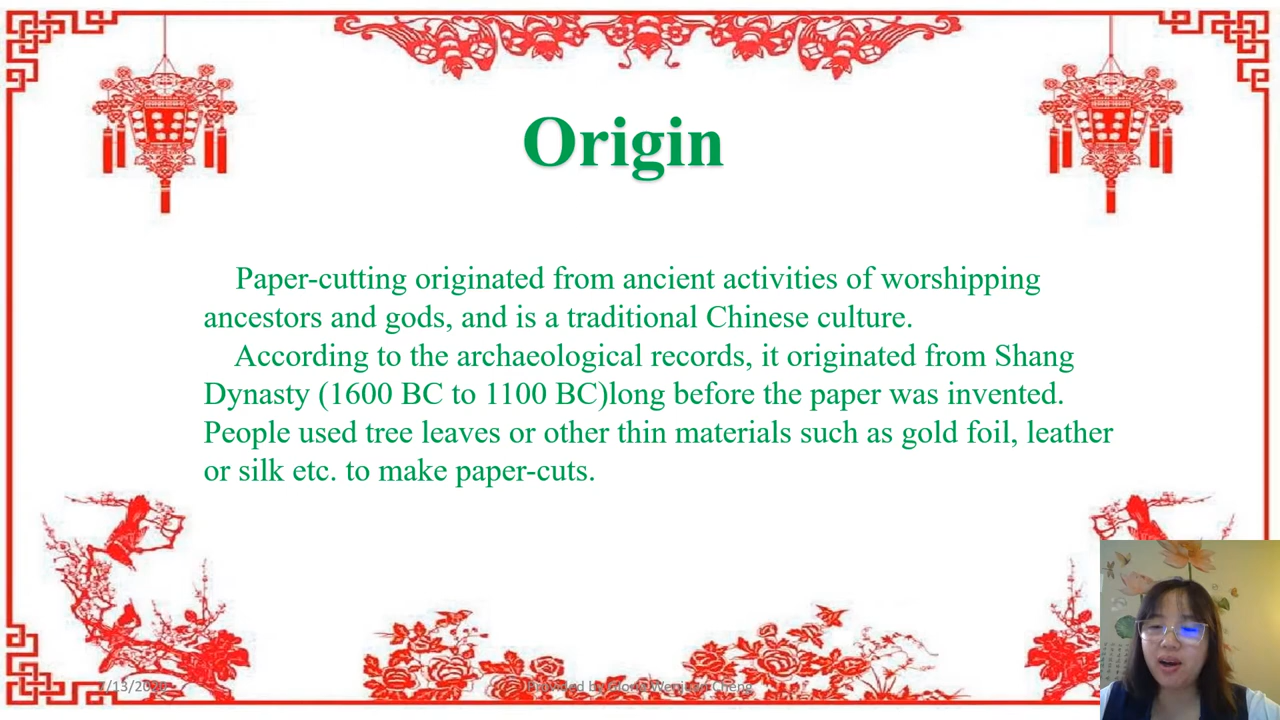 Origin
Paper-cutting originated from ancient activities of worshipping
ancestors and gods, and is a traditional Chinese culture.
According to the archaeological records, it originated from Shang
Dynasty (1600 BC to 1100 BC)long before the paper was invented.
People used tree leaves or other thin materials such as gold foil, leather
or silk etc. to make paper-cuts.
Provided by Cheng